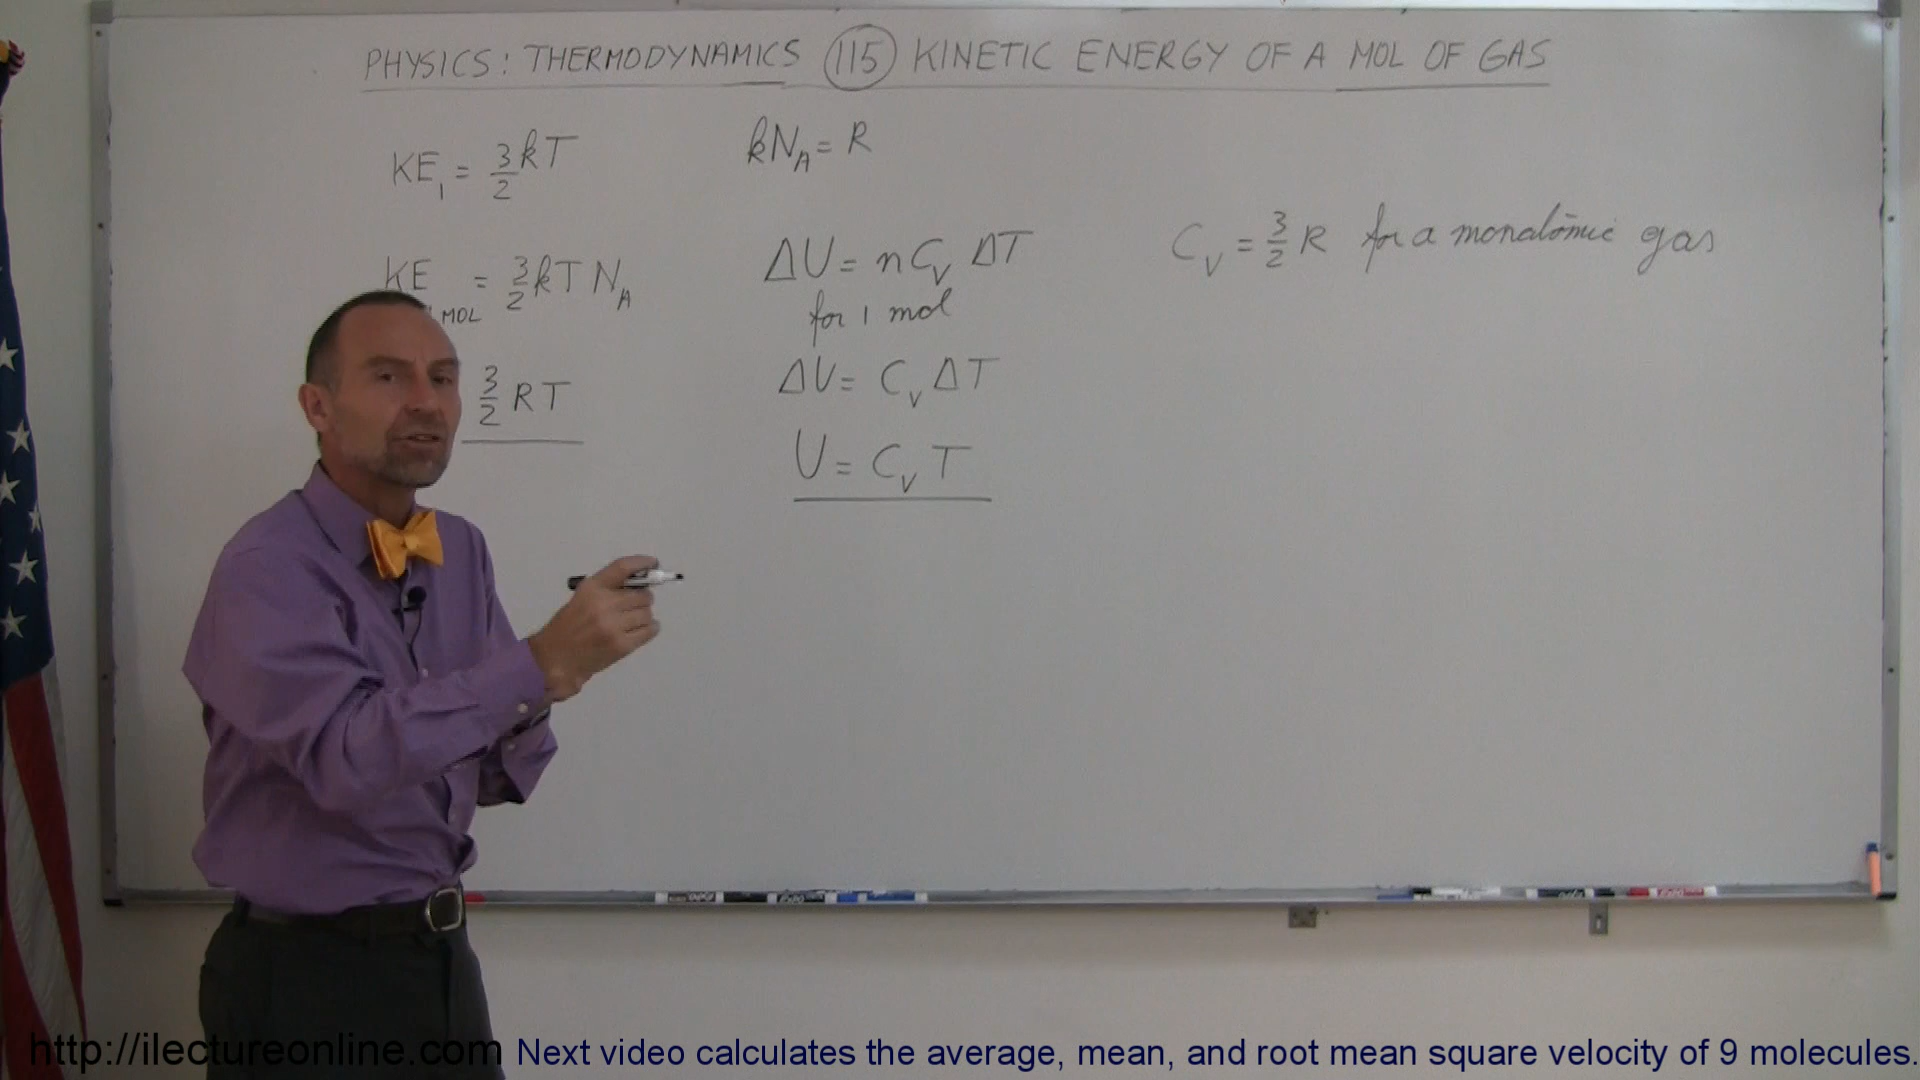 PHYSICS: THERMODYNAMICS 115 KINETIC ENERGY OF A MOL OF GAS
KE₁ = 3/2 kT
KE MOL = 3/2 kT N_A
3/2 RT
kN_A = R
ΔU = nC_V ΔT
for 1 mol
ΔU = C_V ΔT
U = C_V T
C_V = 3/2 R for a monatomic gas
http://ilectureonline.com Next video calculates the average, mean, and root mean square velocity of 9 molecules.